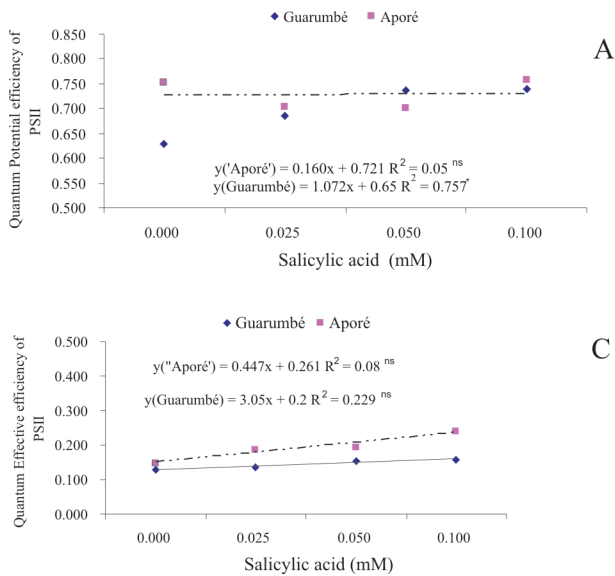 Guarumbé Aporé
A
Quantum Potential efficiency of
PSII
0.850
0.800
0.750
0.700
0.650
0.600
0.550
0.500
y('Aporé') = 0.160x + 0.721 R² = 0.05 ns
y(Guarumbé) = 1.072x + 0.65 R² = 0.757*
0.000 0.025 0.050 0.100
Salicylic acid (mM)
Guarumbé Aporé
C
Quantum Effective efficiency of
PSII
0.500
0.400
0.300
0.200
0.100
0.000
y("Aporé') = 0.447x + 0.261 R² = 0.08 ns
y(Guarumbé) = 3.05x + 0.2 R² = 0.229 ns
0.000 0.025 0.050 0.100
Salicylic acid (mM)